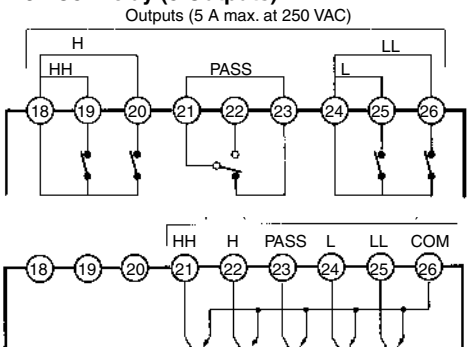 Outputs (5 A max. at 250 VAC)
H LL
HH PASS L
18 19 20 21 22 23 24 25 26
HH H PASS L LL COM
18 19 20 21 22 23 24 25 26